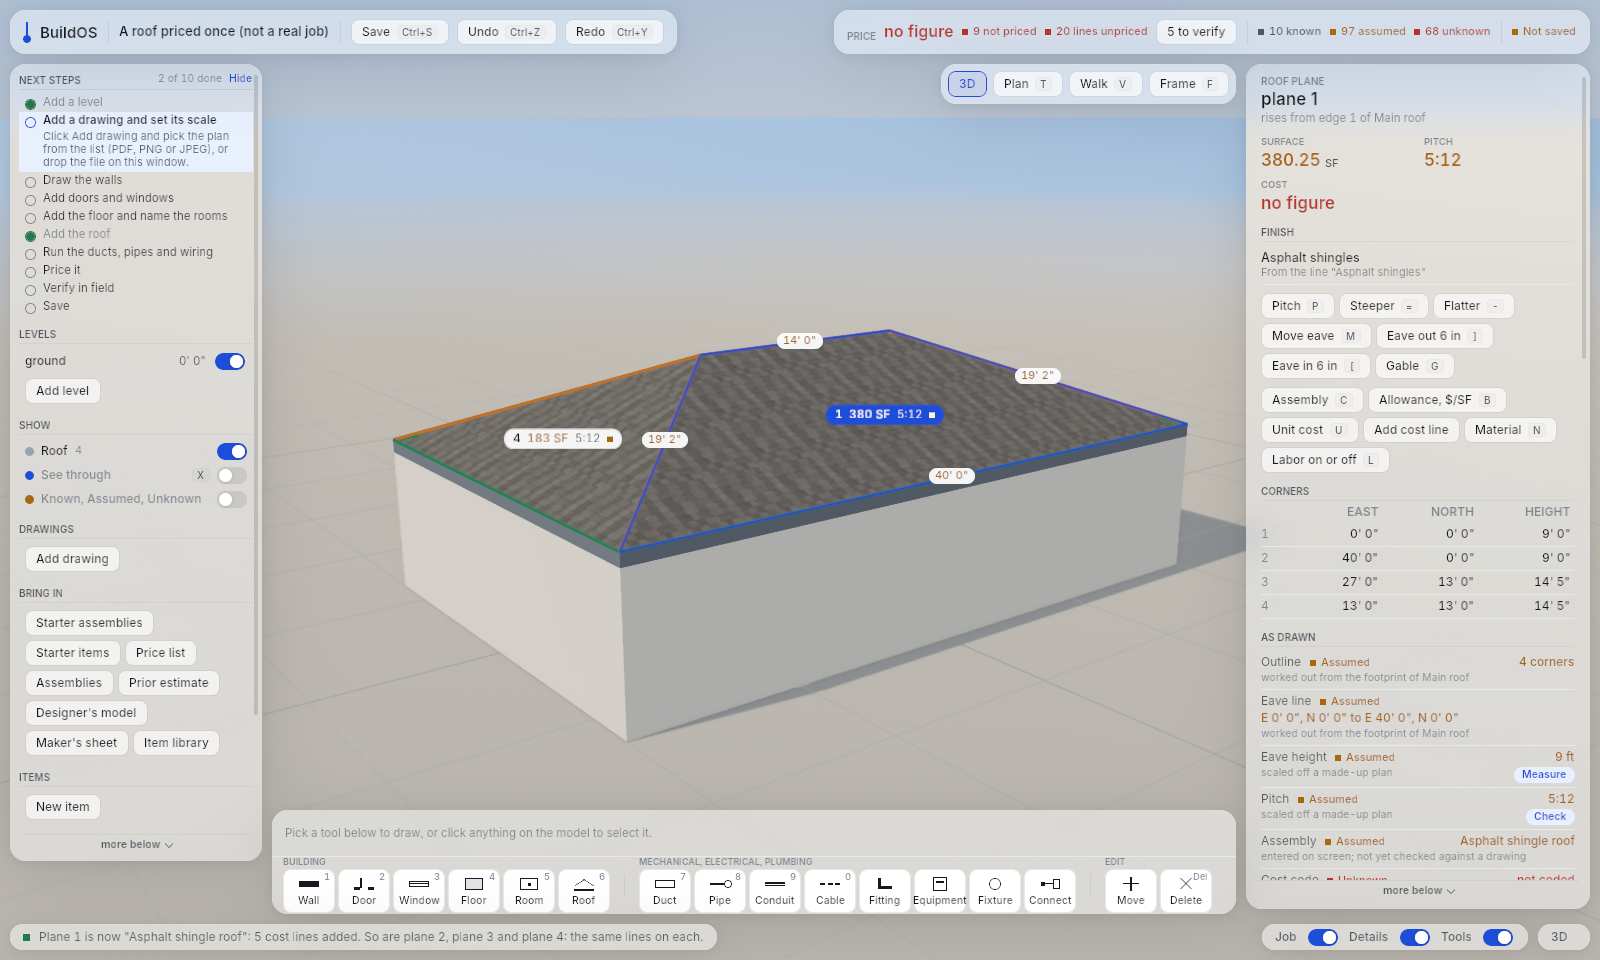 BuildOS
A roof priced once (not a real job)
Save Ctrl+S
Undo Ctrl+Z
Redo Ctrl+Y
PRICE no figure
9 not priced
20 lines unpriced
5 to verify
10 known
97 assumed
68 unknown
Not saved
3D
Plan T
Walk V
Frame F
NEXT STEPS
2 of 10 done Hide
Add a level
Add a drawing and set its scale
Click Add drawing and pick the plan
from the list (PDF, PNG or JPEG), or
drop the file on this window.
Draw the walls
Add doors and windows
Add the floor and name the rooms
Add the roof
Run the ducts, pipes and wiring
Price it
Verify in field
Save
LEVELS
ground 0' 0"
Add level
SHOW
Roof 4
See through X
Known, Assumed, Unknown
DRAWINGS
Add drawing
BRING IN
Starter assemblies
Starter items Price list
Assemblies Prior estimate
Designer's model
Maker's sheet Item library
ITEMS
New item
more below
14' 0"
19' 2"
1 380 SF 5:12
4 183 SF 5:12
19' 2"
40' 0"
Pick a tool below to draw, or click anything on the model to select it.
BUILDING
Wall 1
Door 2
Window 3
Floor 4
Room 5
Roof 6
MECHANICAL, ELECTRICAL, PLUMBING
Duct 7
Pipe 8
Conduit 9
Cable 0
Fitting
Equipment
Fixture
Connect
EDIT
Move
Delete Del
ROOF PLANE
plane 1
rises from edge 1 of Main roof
SURFACE PITCH
380.25 SF 5:12
COST
no figure
FINISH
Asphalt shingles
From the line "Asphalt shingles"
Pitch P Steeper = Flatter -
Move eave M Eave out 6 in ]
Eave in 6 in [ Gable G
Assembly C Allowance, $/SF B
Unit cost U Add cost line Material N
Labor on or off L
CORNERS
EAST NORTH HEIGHT
1 0' 0" 0' 0" 9' 0"
2 40' 0" 0' 0" 9' 0"
3 27' 0" 13' 0" 14' 5"
4 13' 0" 13' 0" 14' 5"
AS DRAWN
Outline Assumed 4 corners
worked out from the footprint of Main roof
Eave line Assumed
E 0' 0", N 0' 0" to E 40' 0", N 0' 0"
worked out from the footprint of Main roof
Eave height Assumed 9 ft
scaled off a made-up plan Measure
Pitch Assumed 5:12
scaled off a made-up plan Check
Assembly Assumed Asphalt shingle roof
entered on screen; not yet checked against a drawing
Cost code Unknown not coded
more below
Plane 1 is now "Asphalt shingle roof": 5 cost lines added. So are plane 2, plane 3 and plane 4: the same lines on each.
Job Details Tools 3D